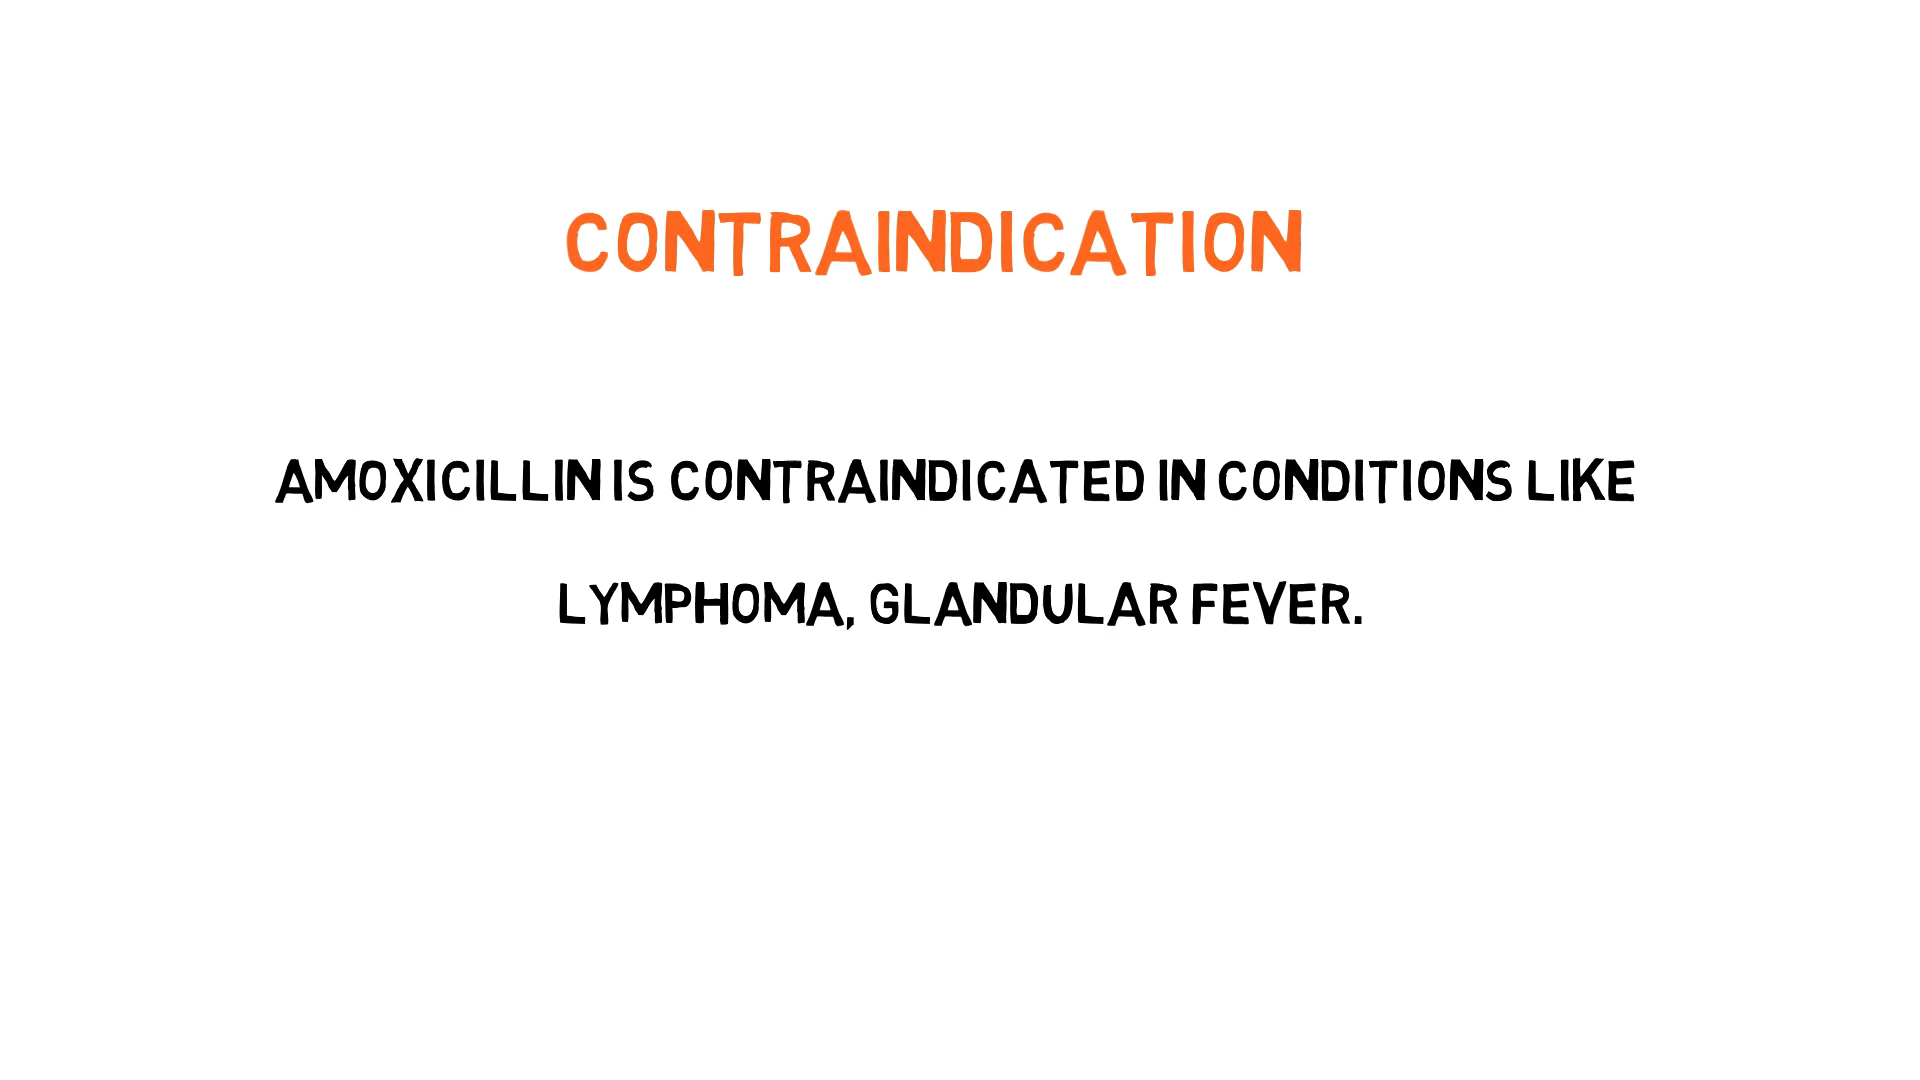 CONTRAINDICATION
AMOXICILLIN IS CONTRAINDICATED IN CONDITIONS LIKE
LYMPHOMA, GLANDULAR FEVER.